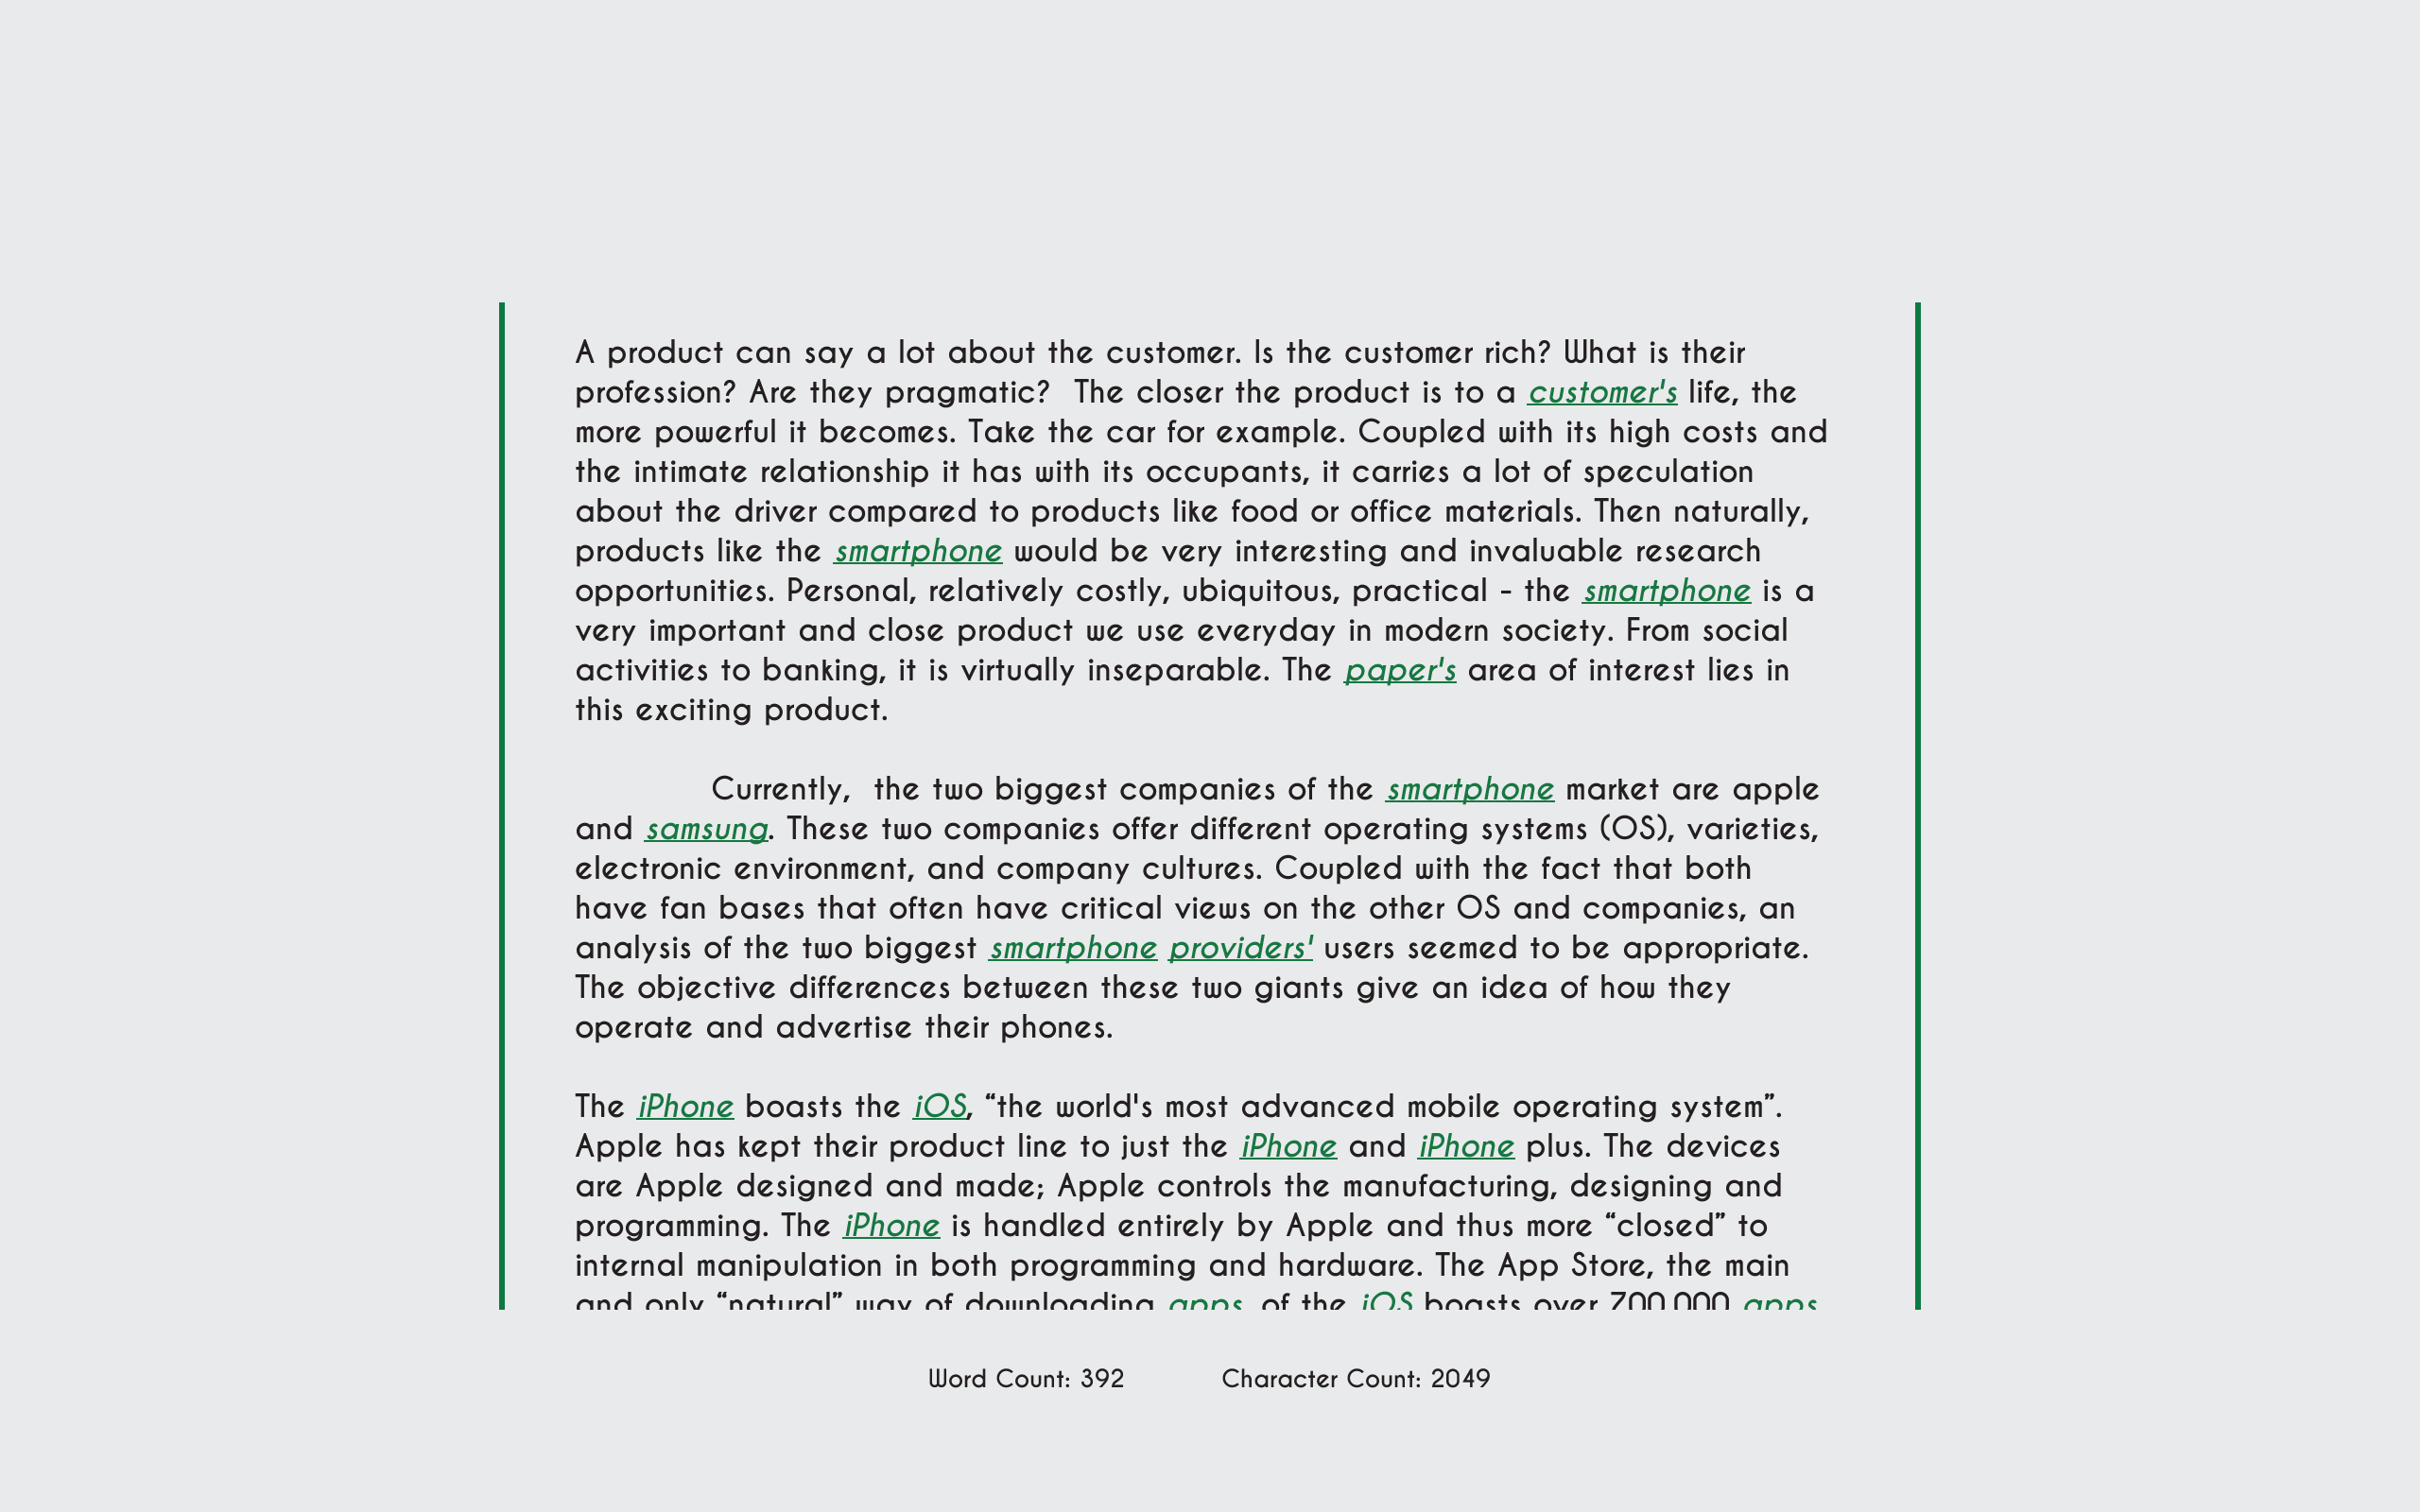 A product can say a lot about the customer. Is the customer rich? What is their
profession? Are they pragmatic?  The closer the product is to a customer's life, the
more powerful it becomes. Take the car for example. Coupled with its high costs and
the intimate relationship it has with its occupants, it carries a lot of speculation
about the driver compared to products like food or office materials. Then naturally,
products like the smartphone would be very interesting and invaluable research
opportunities. Personal, relatively costly, ubiquitous, practical - the smartphone is a
very important and close product we use everyday in modern society. From social
activities to banking, it is virtually inseparable. The paper's area of interest lies in
this exciting product.
Currently,  the two biggest companies of the smartphone market are apple
and samsung. These two companies offer different operating systems (OS), varieties,
electronic environment, and company cultures. Coupled with the fact that both
have fan bases that often have critical views on the other OS and companies, an
analysis of the two biggest smartphone providers' users seemed to be appropriate.
The objective differences between these two giants give an idea of how they
operate and advertise their phones.
The iPhone boasts the iOS, “the world's most advanced mobile operating system”.
Apple has kept their product line to just the iPhone and iPhone plus. The devices
are Apple designed and made; Apple controls the manufacturing, designing and
programming. The iPhone is handled entirely by Apple and thus more “closed” to
internal manipulation in both programming and hardware. The App Store, the main
and only “natural” way of downloading apps, of the iOS boasts over 700,000 apps
Word Count: 392
Character Count: 2049